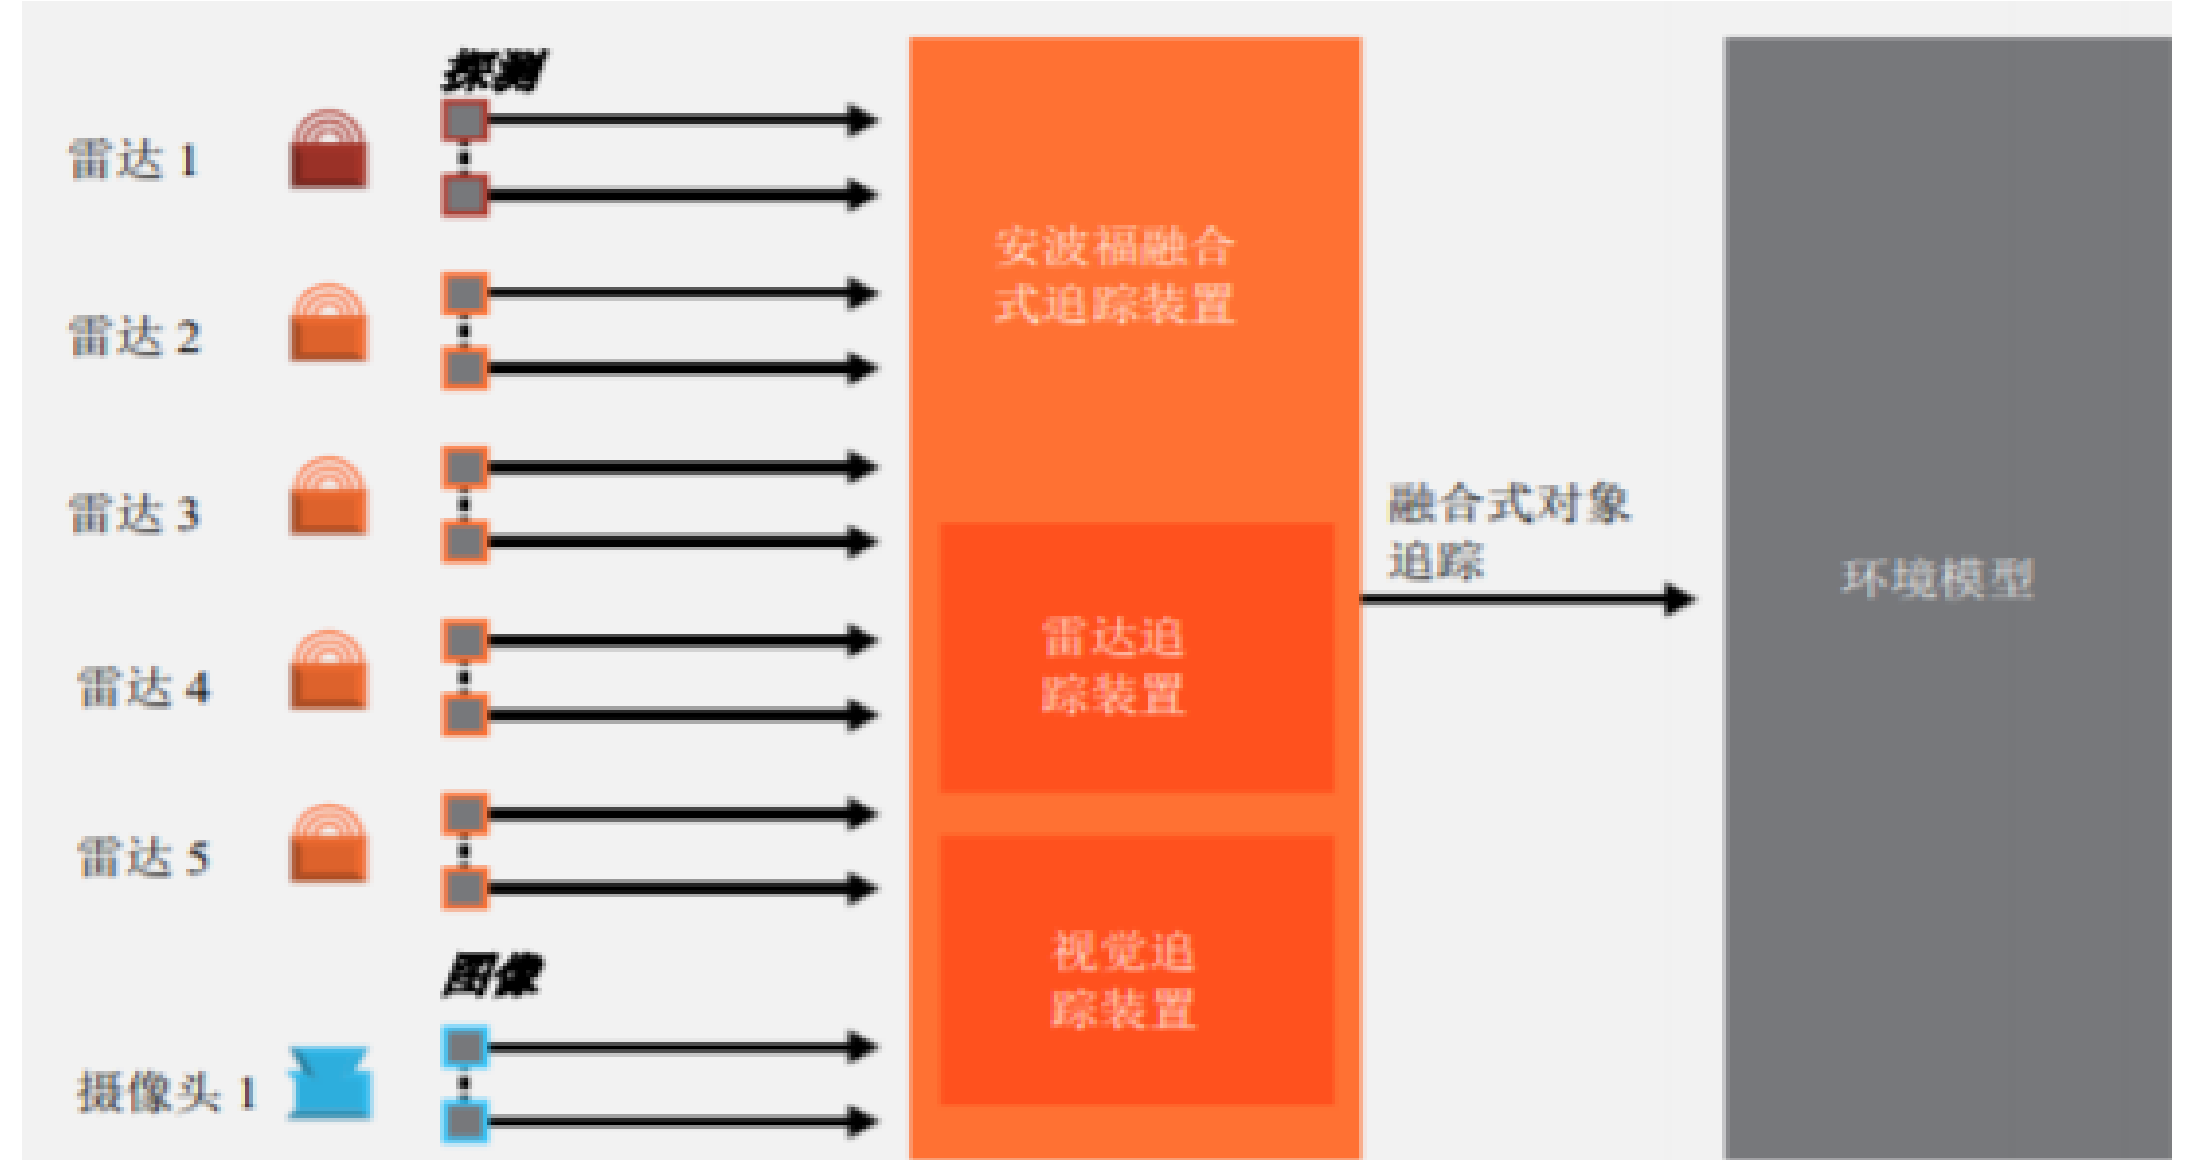 探测
雷达 1
雷达 2
雷达 3
雷达 4
雷达 5
图像
摄像头 1
安波福融合
式追踪装置
雷达追
踪装置
视觉追
踪装置
融合式对象
追踪
环境模型